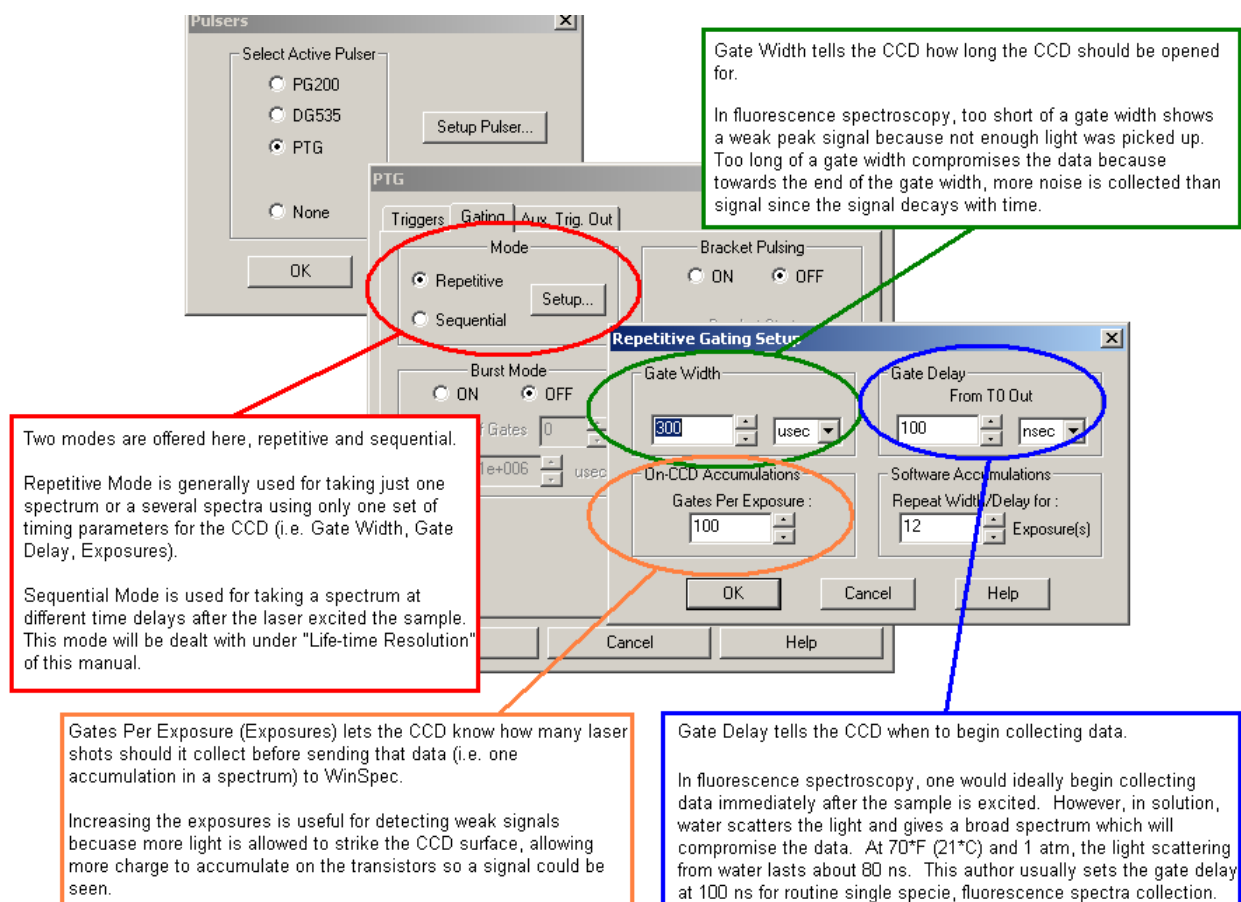 Pulsers
Select Active Pulser
PG200
DG535
PTG
None
Setup Pulser...
OK
Gate Width tells the CCD how long the CCD should be opened
for.
In fluorescence spectroscopy, too short of a gate width shows
a weak peak signal because not enough light was picked up.
Too long of a gate width compromises the data because
towards the end of the gate width, more noise is collected than
signal since the signal decays with time.
PTG
Triggers Gating Aux. Trig. Out
Mode
Repetitive
Sequential
Setup...
Bracket Pulsing
ON OFF
Burst Mode
ON OFF
Gates 0
1e+006 usec
Cancel
Help
Repetitive Gating Setup
Gate Width
300 usec
Gate Delay
From T0 Out
100 nsec
On-CCD Accumulations
Gates Per Exposure :
100
Software Accumulations
Repeat Width/Delay for :
12 Exposure(s)
OK Cancel Help
Two modes are offered here, repetitive and sequential.
Repetitive Mode is generally used for taking just one
spectrum or a several spectra using only one set of
timing parameters for the CCD (i.e. Gate Width, Gate
Delay, Exposures).
Sequential Mode is used for taking a spectrum at
different time delays after the laser excited the sample.
This mode will be dealt with under "Life-time Resolution"
of this manual.
Gates Per Exposure (Exposures) lets the CCD know how many laser
shots should it collect before sending that data (i.e. one
accumulation in a spectrum) to WinSpec.
Increasing the exposures is useful for detecting weak signals
becuase more light is allowed to strike the CCD surface, allowing
more charge to accumulate on the transistors so a signal could be
seen.
Gate Delay tells the CCD when to begin collecting data.
In fluorescence spectroscopy, one would ideally begin collecting
data immediately after the sample is excited. However, in solution,
water scatters the light and gives a broad spectrum which will
compromise the data. At 70*F (21*C) and 1 atm, the light scattering
from water lasts about 80 ns. This author usually sets the gate delay
at 100 ns for routine single specie, fluorescence spectra collection.